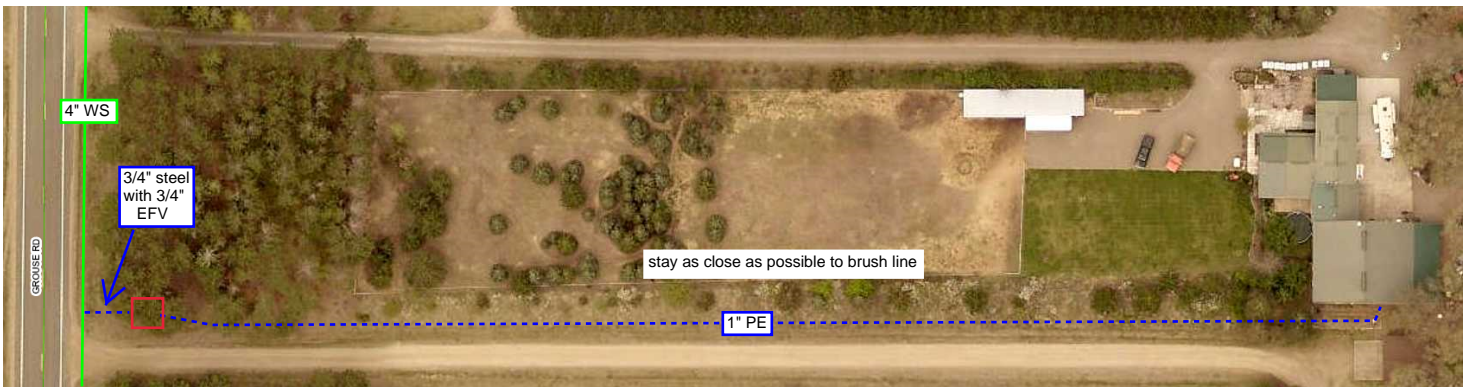 4" WS
3/4" steel
with 3/4"
EFV
GROUSE RD
stay as close as possible to brush line
1" PE